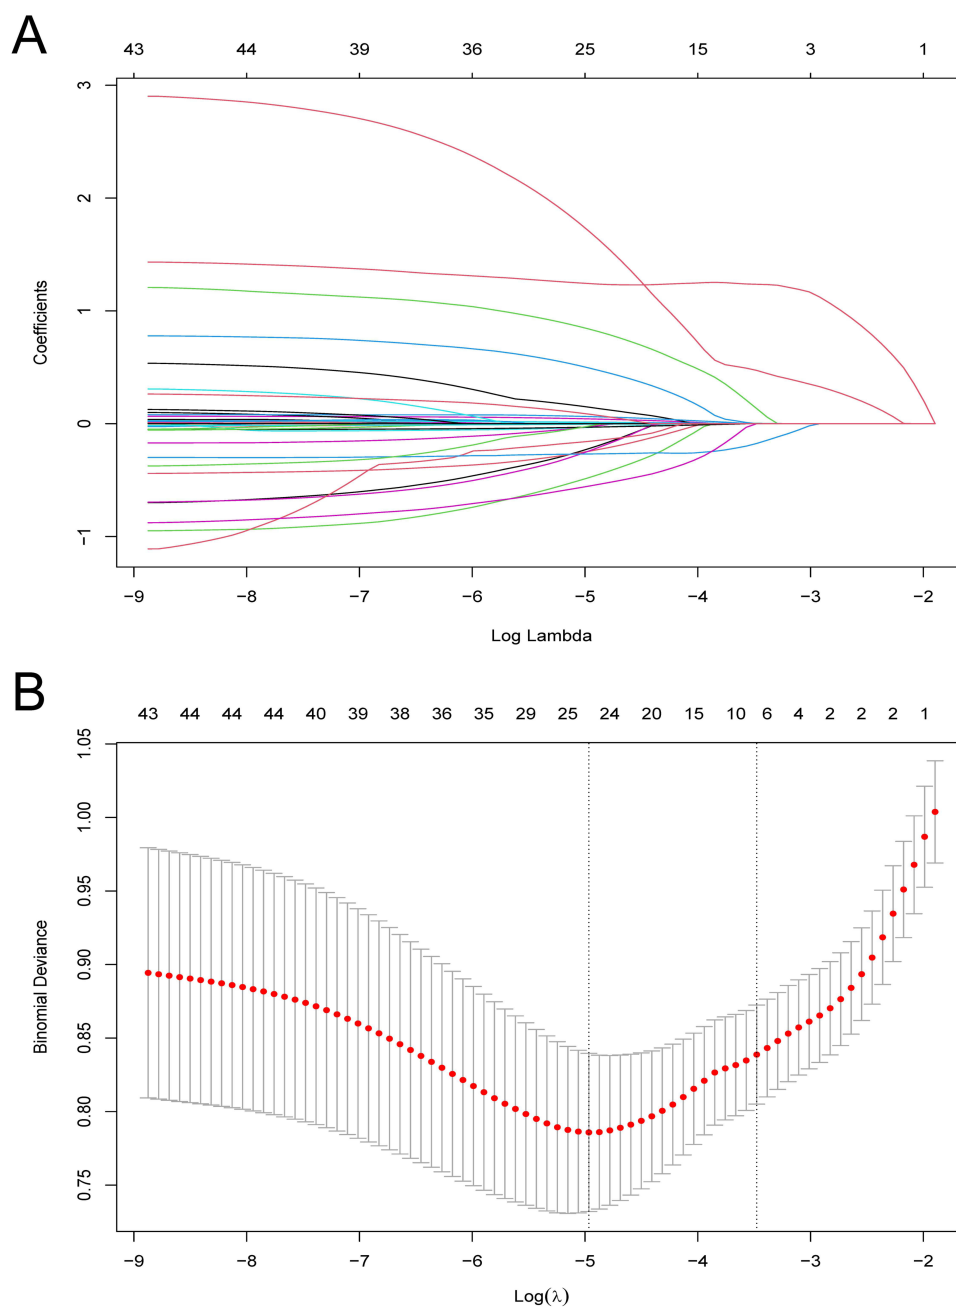 A
43 44 39 36 25 15 3 1
3
2
1
0
−1
Coefficients
−9 −8 −7 −6 −5 −4 −3 −2
Log Lambda
B
43 44 44 44 40 39 38 36 35 29 25 24 20 15 10 6 4 2 2 2 1
1.05
1.00
0.95
0.90
0.85
0.80
0.75
Binomial Deviance
−9 −8 −7 −6 −5 −4 −3 −2
Log(λ)